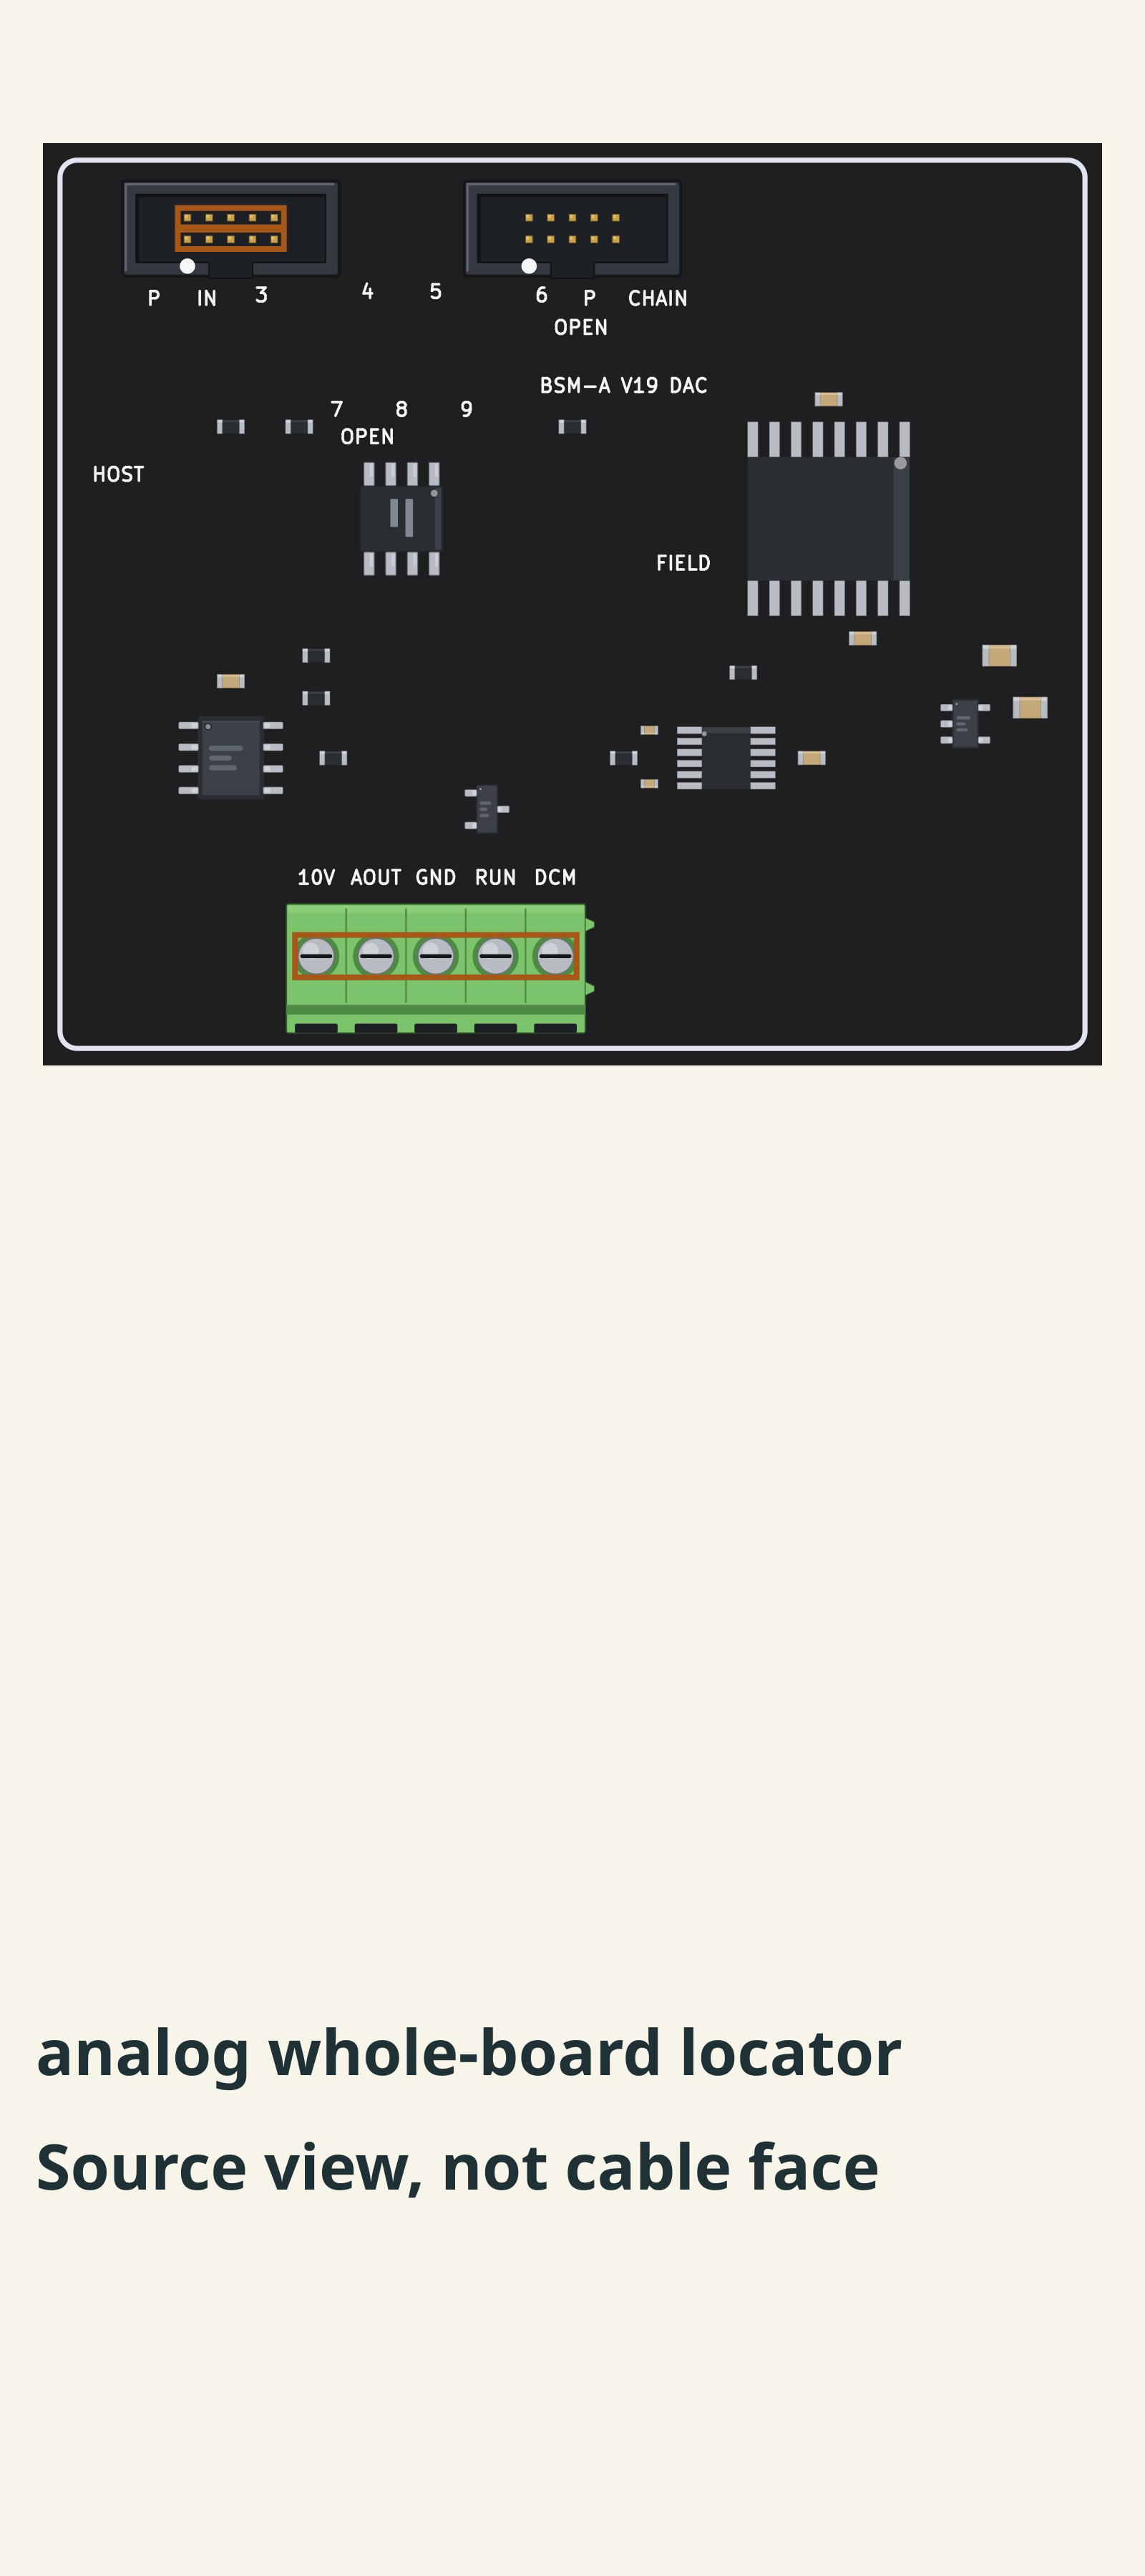 P IN 3 4 5 6 P CHAIN
OPEN
BSM-A V19 DAC
7 8 9
OPEN
HOST
FIELD
10V AOUT GND RUN DCM
analog whole-board locator
Source view, not cable face